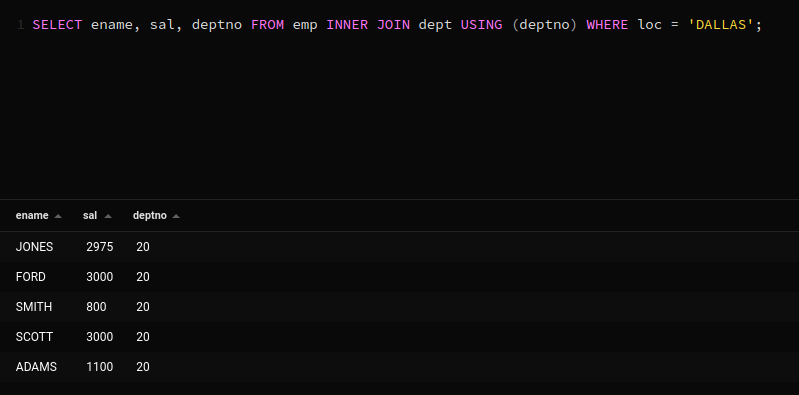 1 SELECT ename, sal, deptno FROM emp INNER JOIN dept USING (deptno) WHERE loc = 'DALLAS';
ename sal deptno
JONES 2975 20
FORD 3000 20
SMITH 800 20
SCOTT 3000 20
ADAMS 1100 20